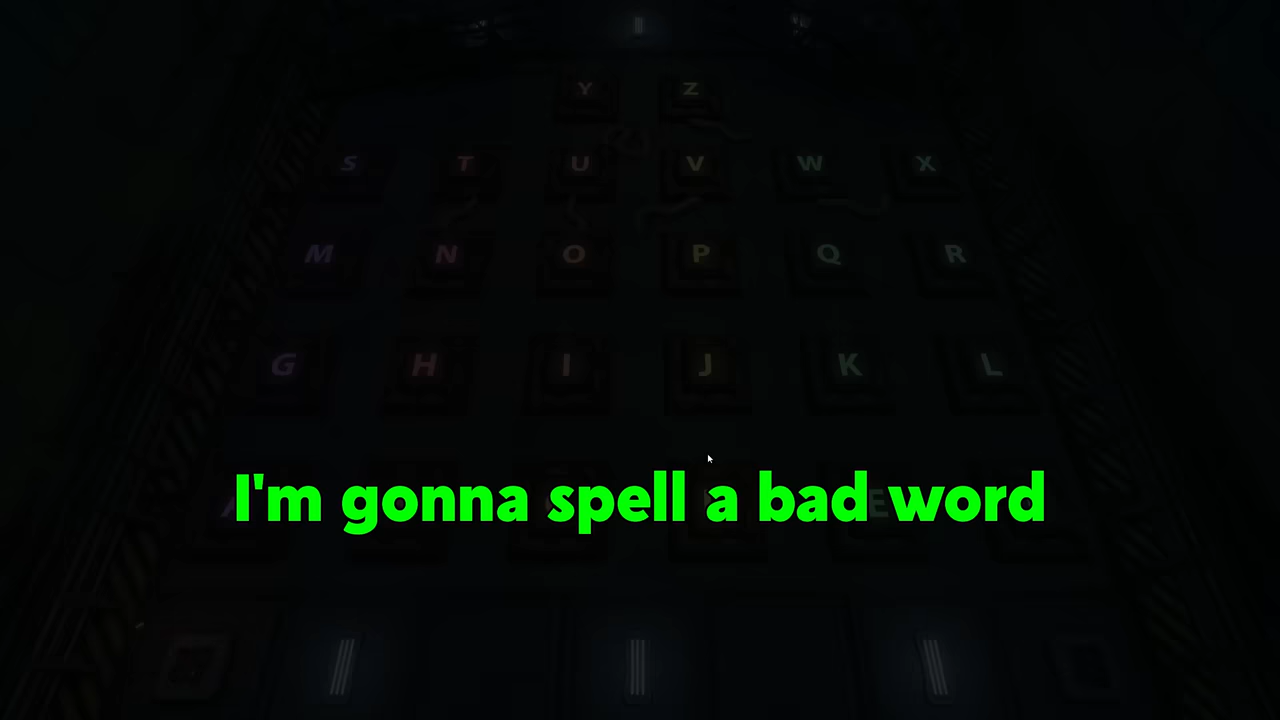 Y Z
S T U V W X
M N O P Q R
G H I J K L
I'm gonna spell a bad word
E